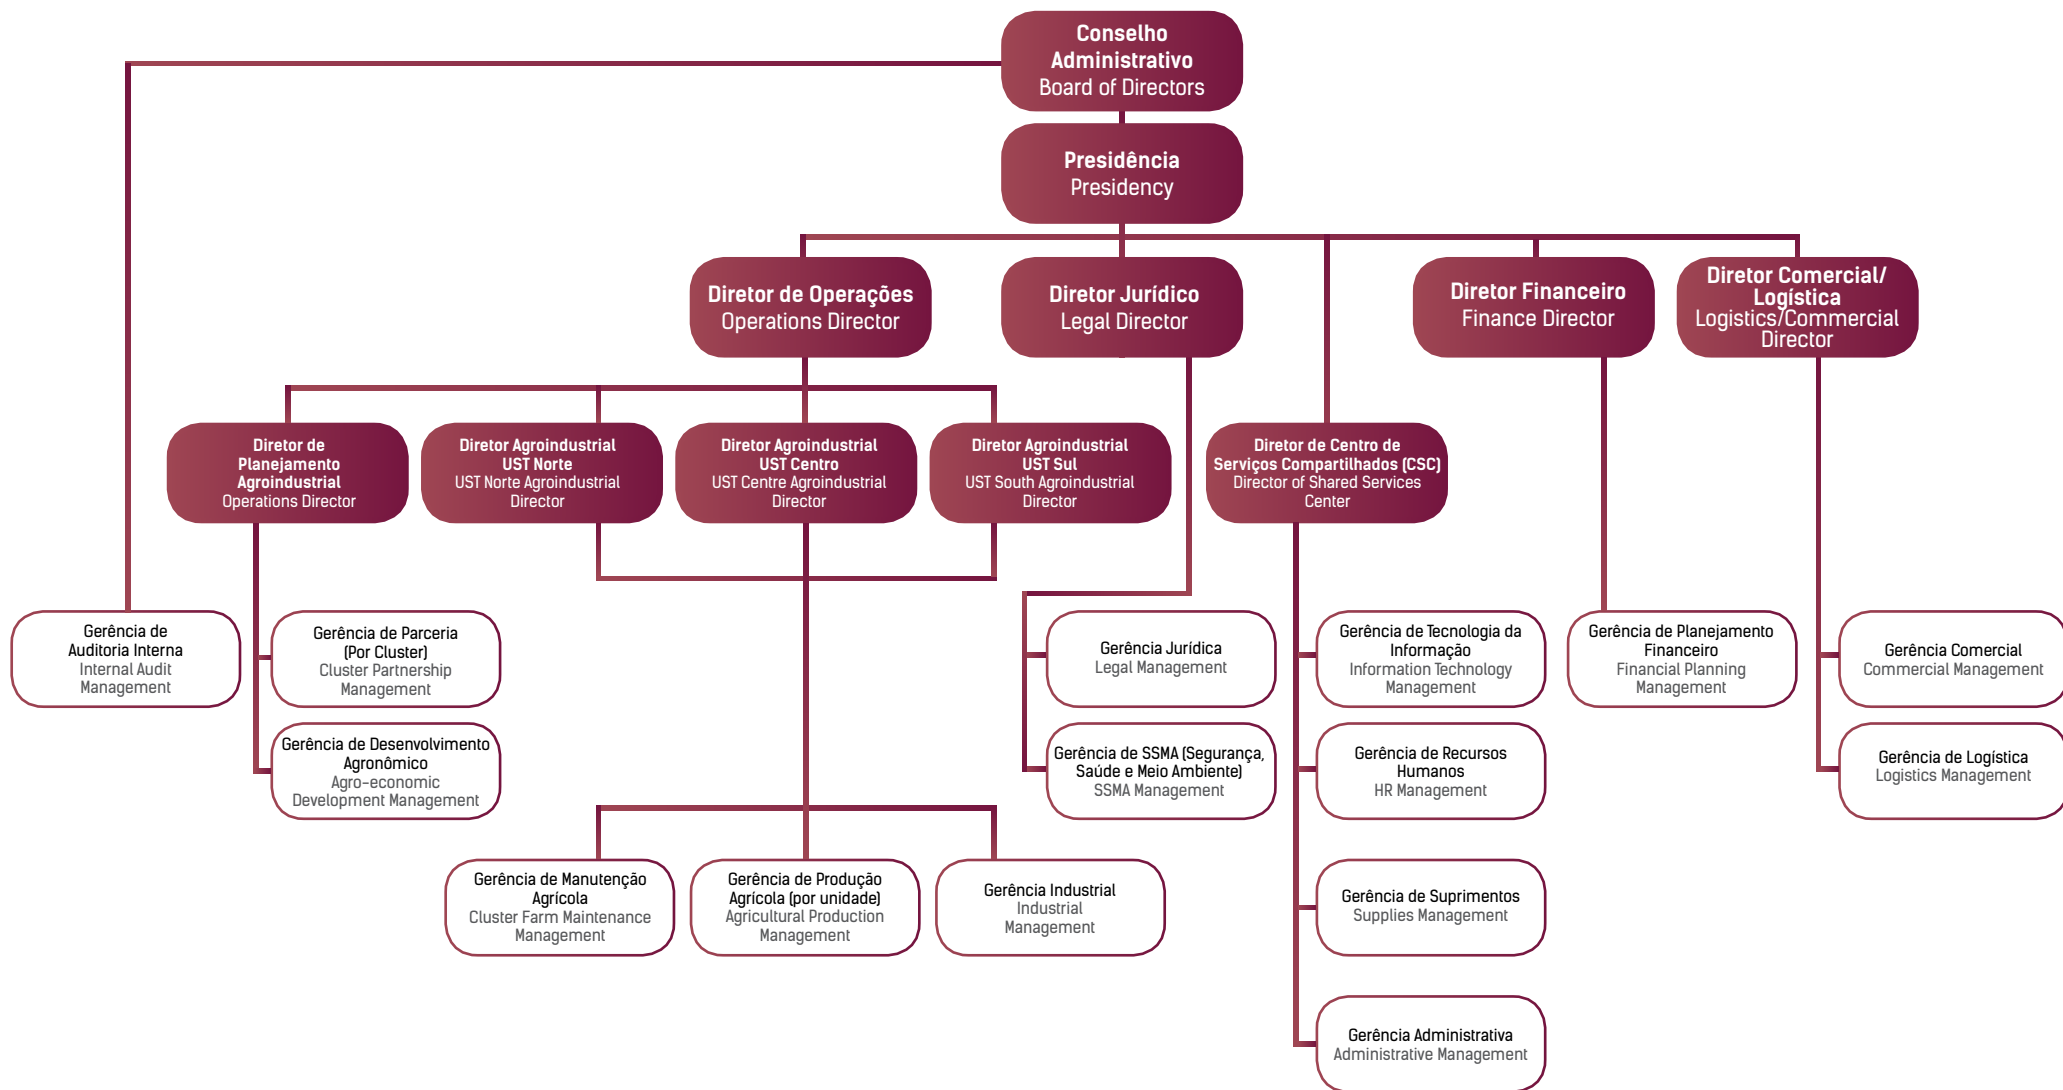 Conselho
Administrativo
Board of Directors
Presidência
Presidency
Diretor de Operações
Operations Director
Diretor Jurídico
Legal Director
Diretor Financeiro
Finance Director
Diretor Comercial/
Logística
Logistics/Commercial
Director
Diretor de
Planejamento
Agroindustrial
Operations Director
Diretor Agroindustrial
UST Norte
UST Norte Agroindustrial
Director
Diretor Agroindustrial
UST Centro
UST Centre Agroindustrial
Director
Diretor Agroindustrial
UST Sul
UST South Agroindustrial
Director
Diretor de Centro de
Serviços Compartilhados (CSC)
Director of Shared Services
Center
Gerência de
Auditoria Interna
Internal Audit
Management
Gerência de Parceria
(Por Cluster)
Cluster Partnership
Management
Gerência Jurídica
Legal Management
Gerência de Tecnologia da
Informação
Information Technology
Management
Gerência de Planejamento
Financeiro
Financial Planning
Management
Gerência Comercial
Commercial Management
Gerência de Desenvolvimento
Agronômico
Agro-economic
Development Management
Gerência de SSMA (Segurança,
Saúde e Meio Ambiente)
SSMA Management
Gerência de Recursos
Humanos
HR Management
Gerência de Logística
Logistics Management
Gerência de Manutenção
Agrícola
Cluster Farm Maintenance
Management
Gerência de Produção
Agrícola (por unidade)
Agricultural Production
Management
Gerência Industrial
Industrial
Management
Gerência de Suprimentos
Supplies Management
Gerência Administrativa
Administrative Management